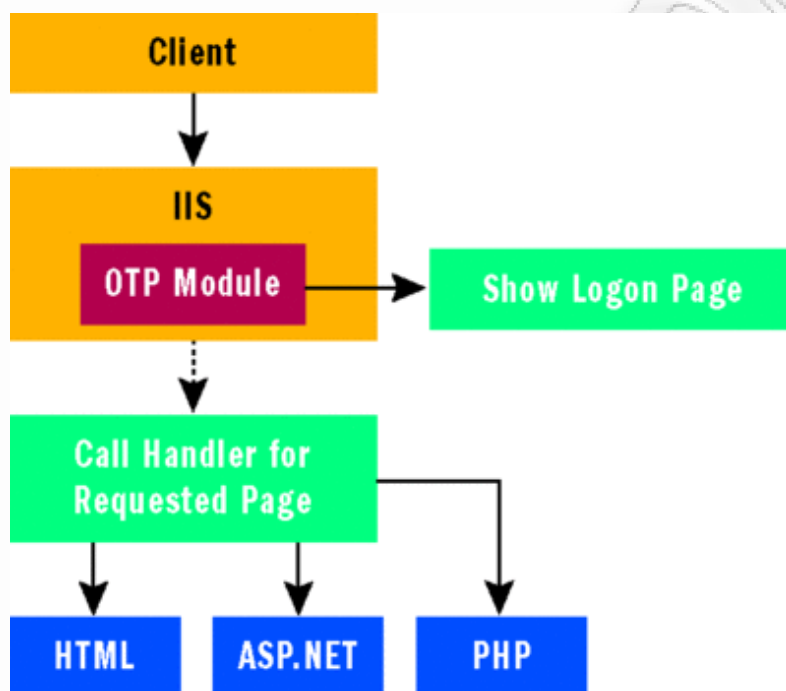 Client
IIS
OTP Module
Show Logon Page
Call Handler for
Requested Page
HTML
ASP.NET
PHP